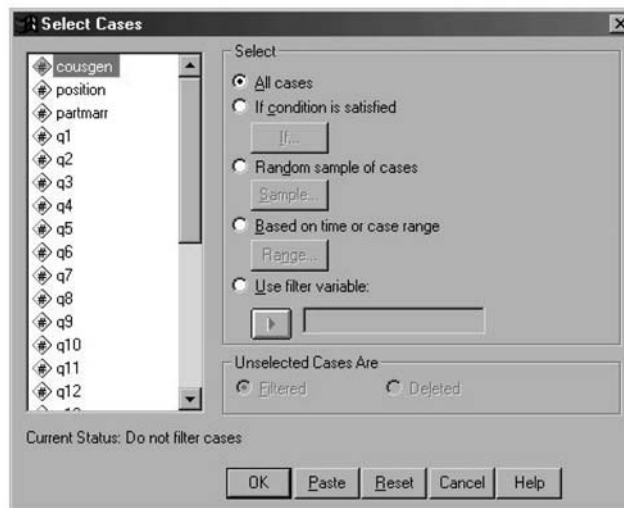 Select Cases
cousgen
position
partmarr
q1
q2
q3
q4
q5
q6
q7
q8
q9
q10
q11
q12
Select
All cases
If condition is satisfied
If...
Random sample of cases
Sample...
Based on time or case range
Range...
Use filter variable:
Unselected Cases Are
Filtered
Deleted
Current Status: Do not filter cases
OK
Paste
Reset
Cancel
Help